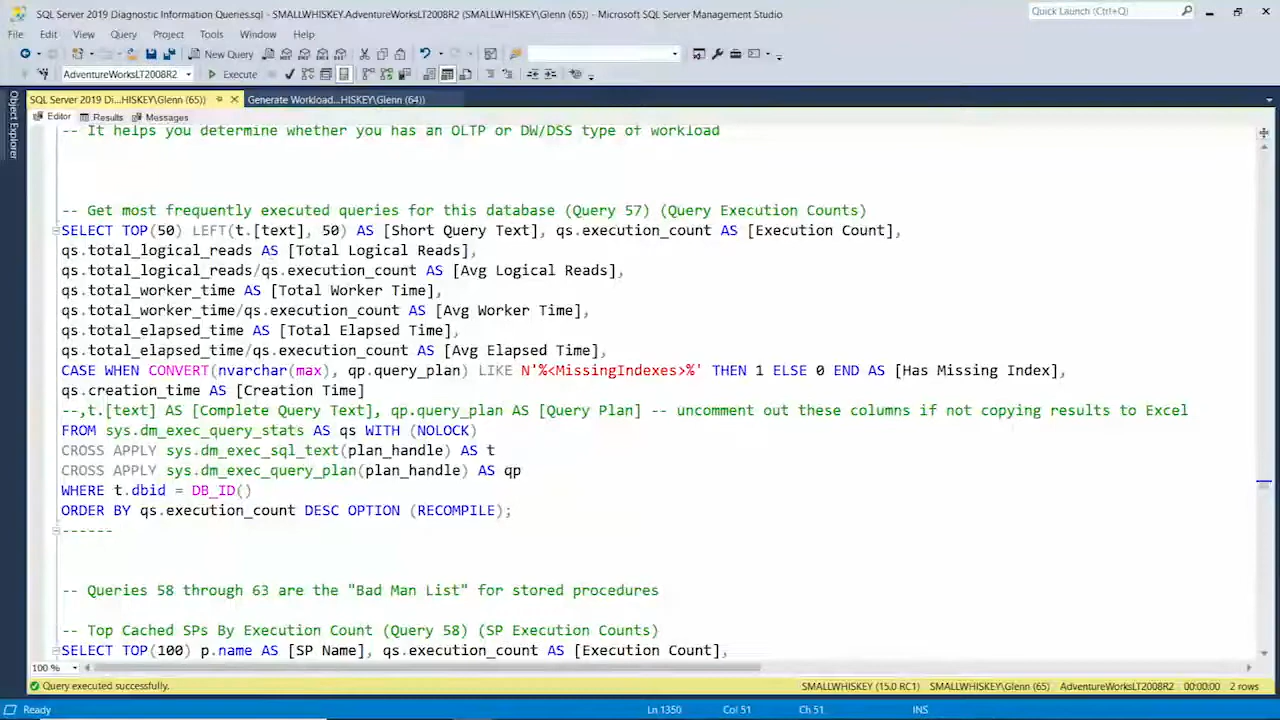 SQL Server 2019 Diagnostic Information Queries.sql - SMALLWHISKEY.AdventureWorksLT2008R2 (SMALLWHISKEY\Glenn (65)) - Microsoft SQL Server Management Studio
Quick Launch (Ctrl+Q)
File Edit View Query Project Tools Window Help
New Query
AdventureWorksLT2008R2 Execute
SQL Server 2019 Di...HISKEY\Glenn (65)) Generate Workload...HISKEY\Glenn (64))
Object Explorer
Editor Results Messages
-- It helps you determine whether you has an OLTP or DW/DSS type of workload
-- Get most frequently executed queries for this database (Query 57) (Query Execution Counts)
SELECT TOP(50) LEFT(t.[text], 50) AS [Short Query Text], qs.execution_count AS [Execution Count],
qs.total_logical_reads AS [Total Logical Reads],
qs.total_logical_reads/qs.execution_count AS [Avg Logical Reads],
qs.total_worker_time AS [Total Worker Time],
qs.total_worker_time/qs.execution_count AS [Avg Worker Time],
qs.total_elapsed_time AS [Total Elapsed Time],
qs.total_elapsed_time/qs.execution_count AS [Avg Elapsed Time],
CASE WHEN CONVERT(nvarchar(max), qp.query_plan) LIKE N'%<MissingIndexes>%' THEN 1 ELSE 0 END AS [Has Missing Index],
qs.creation_time AS [Creation Time]
--,t.[text] AS [Complete Query Text], qp.query_plan AS [Query Plan] -- uncomment out these columns if not copying results to Excel
FROM sys.dm_exec_query_stats AS qs WITH (NOLOCK)
CROSS APPLY sys.dm_exec_sql_text(plan_handle) AS t
CROSS APPLY sys.dm_exec_query_plan(plan_handle) AS qp
WHERE t.dbid = DB_ID()
ORDER BY qs.execution_count DESC OPTION (RECOMPILE);
------
-- Queries 58 through 63 are the "Bad Man List" for stored procedures
-- Top Cached SPs By Execution Count (Query 58) (SP Execution Counts)
SELECT TOP(100) p.name AS [SP Name], qs.execution_count AS [Execution Count],
100 %
Query executed successfully. SMALLWHISKEY (15.0 RC1) SMALLWHISKEY\Glenn (65) AdventureWorksLT2008R2 00:00:00 2 rows
Ready Ln 1350 Col 51 Ch 51 INS